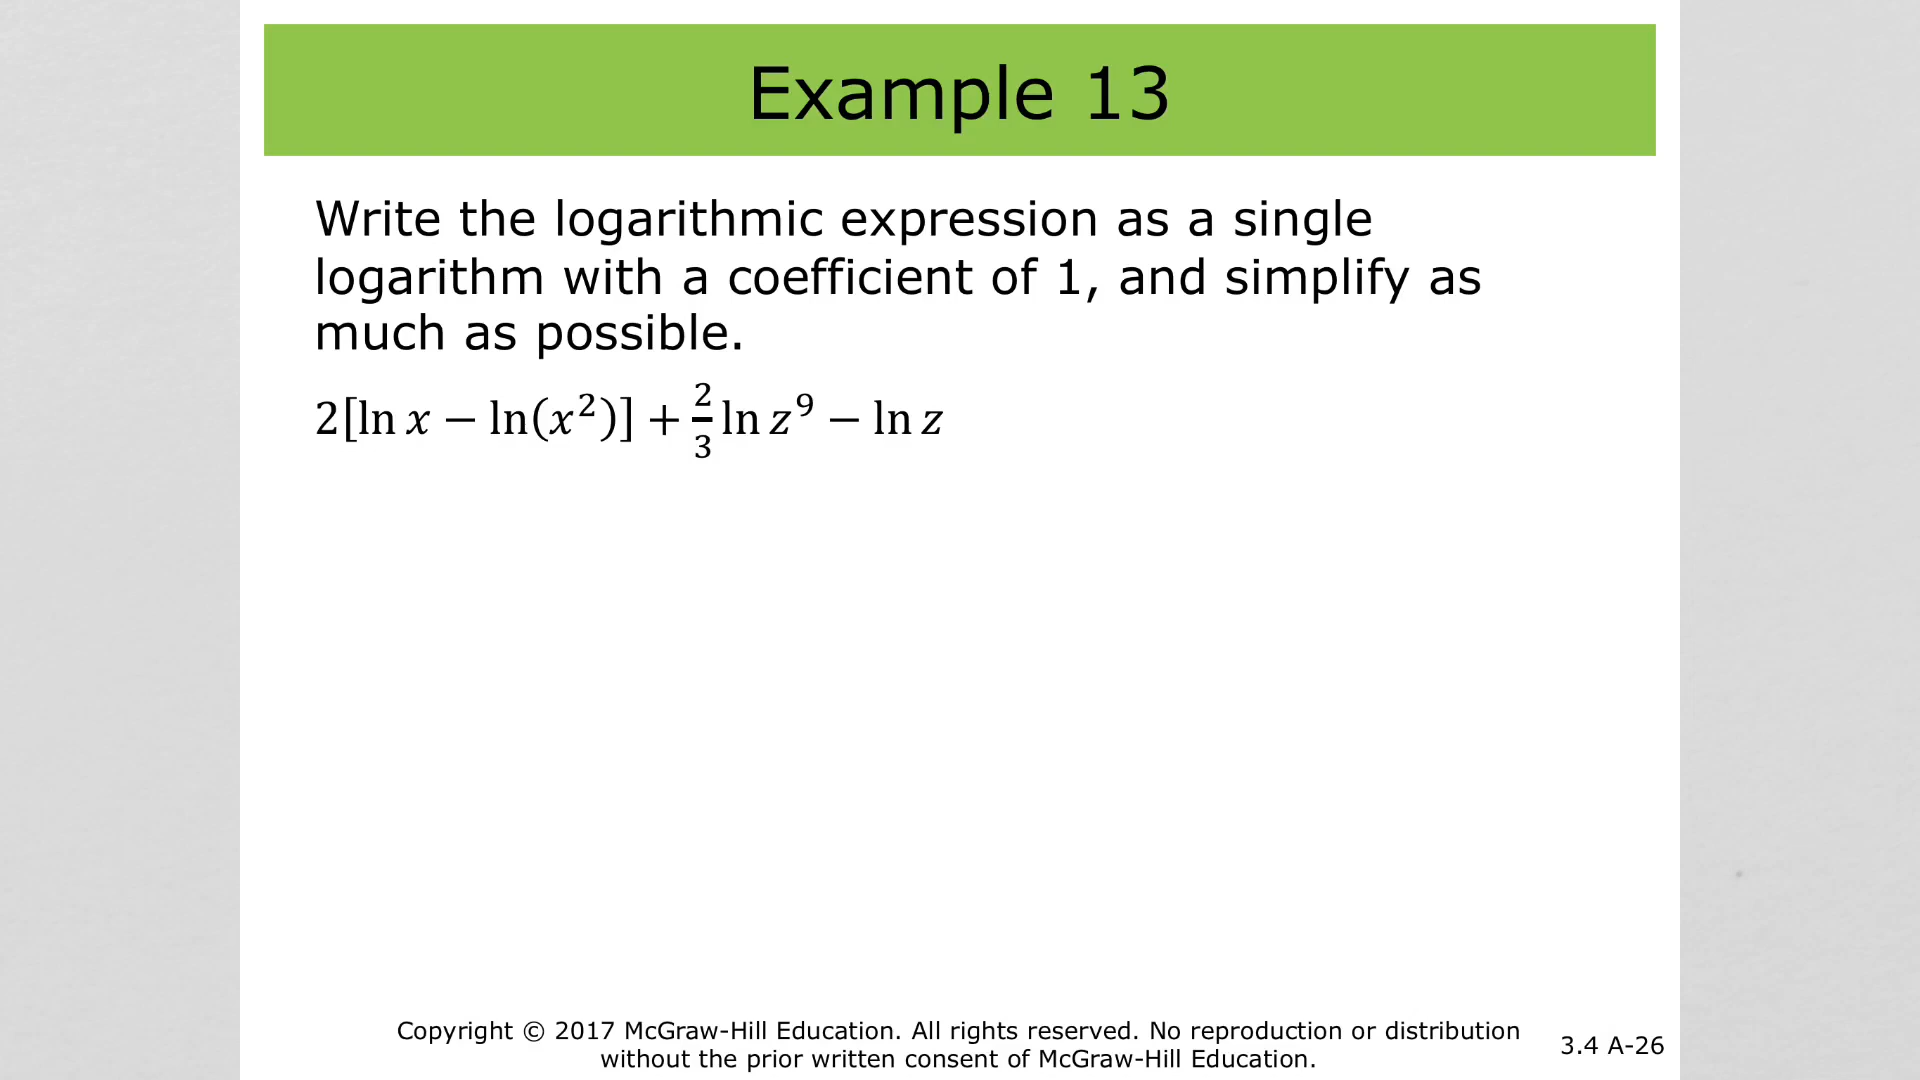 Example 13
Write the logarithmic expression as a single
logarithm with a coefficient of 1, and simplify as
much as possible.
2[ln x − ln(x²)] + 2/3 ln z⁹ − ln z
Copyright © 2017 McGraw-Hill Education. All rights reserved. No reproduction or distribution
without the prior written consent of McGraw-Hill Education.
3.4 A-26